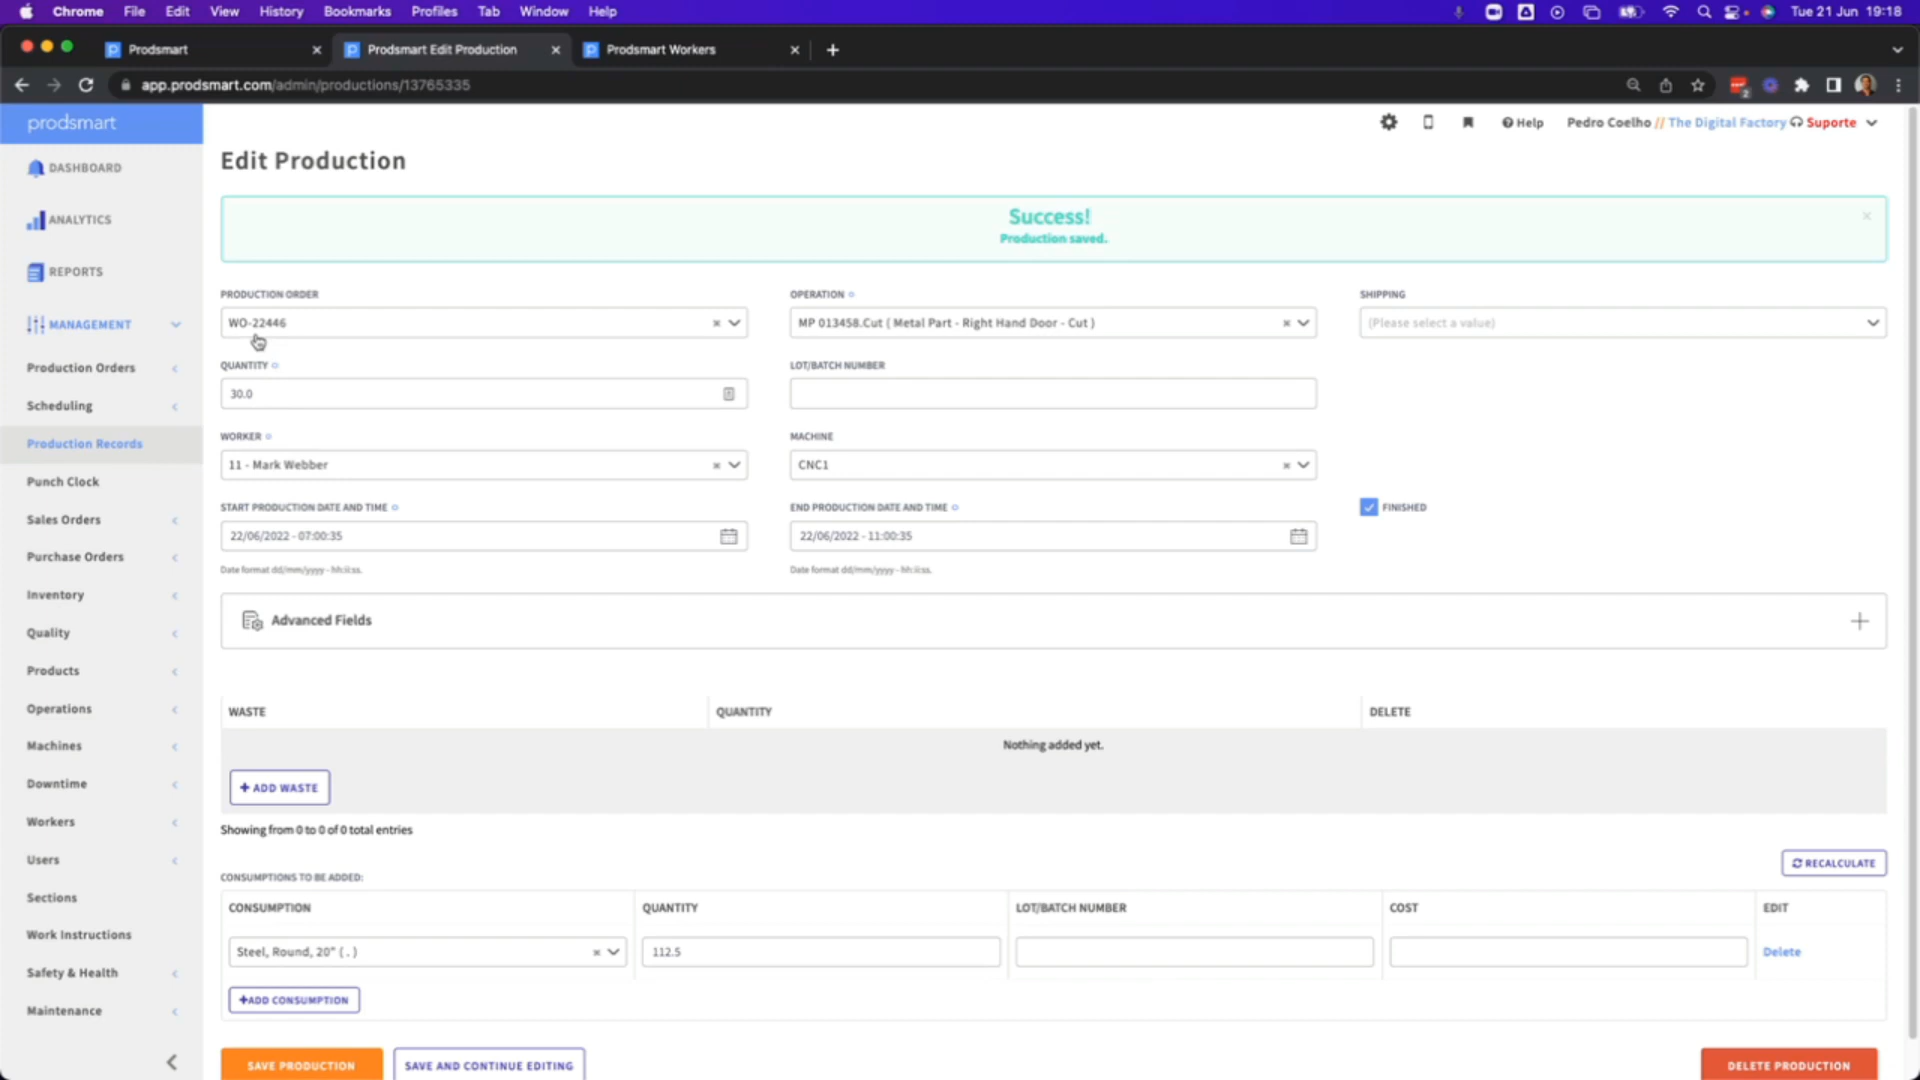 Chrome File Edit View History Bookmarks Profiles Tab Window Help Tue 21 Jun 19:18
Prodsmart Prodsmart Edit Production Prodsmart Workers
app.prodsmart.com/admin/productions/13765335
prodsmart
Help Pedro Coelho // The Digital Factory Suporte
DASHBOARD
ANALYTICS
REPORTS
MANAGEMENT
Production Orders
Scheduling
Production Records
Punch Clock
Sales Orders
Purchase Orders
Inventory
Quality
Products
Operations
Machines
Downtime
Workers
Users
Sections
Work Instructions
Safety & Health
Maintenance
Edit Production
Success!
Production saved.
PRODUCTION ORDER OPERATION SHIPPING
WO-22446 MP 013458.Cut ( Metal Part - Right Hand Door - Cut ) (Please select a value)
QUANTITY LOT/BATCH NUMBER
30.0
WORKER MACHINE
11 - Mark Webber CNC1
START PRODUCTION DATE AND TIME END PRODUCTION DATE AND TIME FINISHED
22/06/2022 - 07:00:35 22/06/2022 - 11:00:35
Date format dd/mm/yyyy - hh:ii:ss. Date format dd/mm/yyyy - hh:ii:ss.
Advanced Fields
WASTE QUANTITY DELETE
Nothing added yet.
+ ADD WASTE
Showing from 0 to 0 of 0 total entries
RECALCULATE
CONSUMPTIONS TO BE ADDED:
CONSUMPTION QUANTITY LOT/BATCH NUMBER COST EDIT
Steel, Round, 20" ( . ) 112.5 Delete
+ADD CONSUMPTION
SAVE PRODUCTION SAVE AND CONTINUE EDITING DELETE PRODUCTION